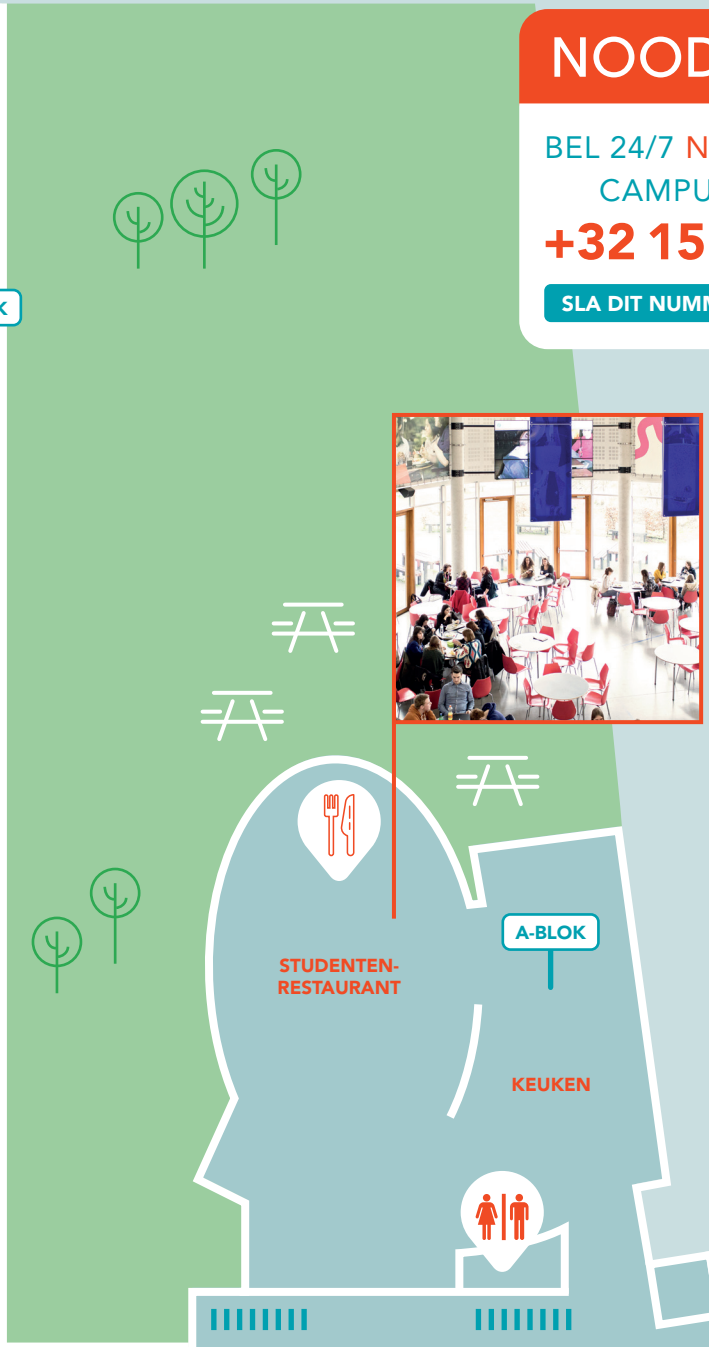 NOOD
BEL 24/7 N
CAMPU
+32 15
SLA DIT NUMM
K
A-BLOK
STUDENTEN-
RESTAURANT
KEUKEN